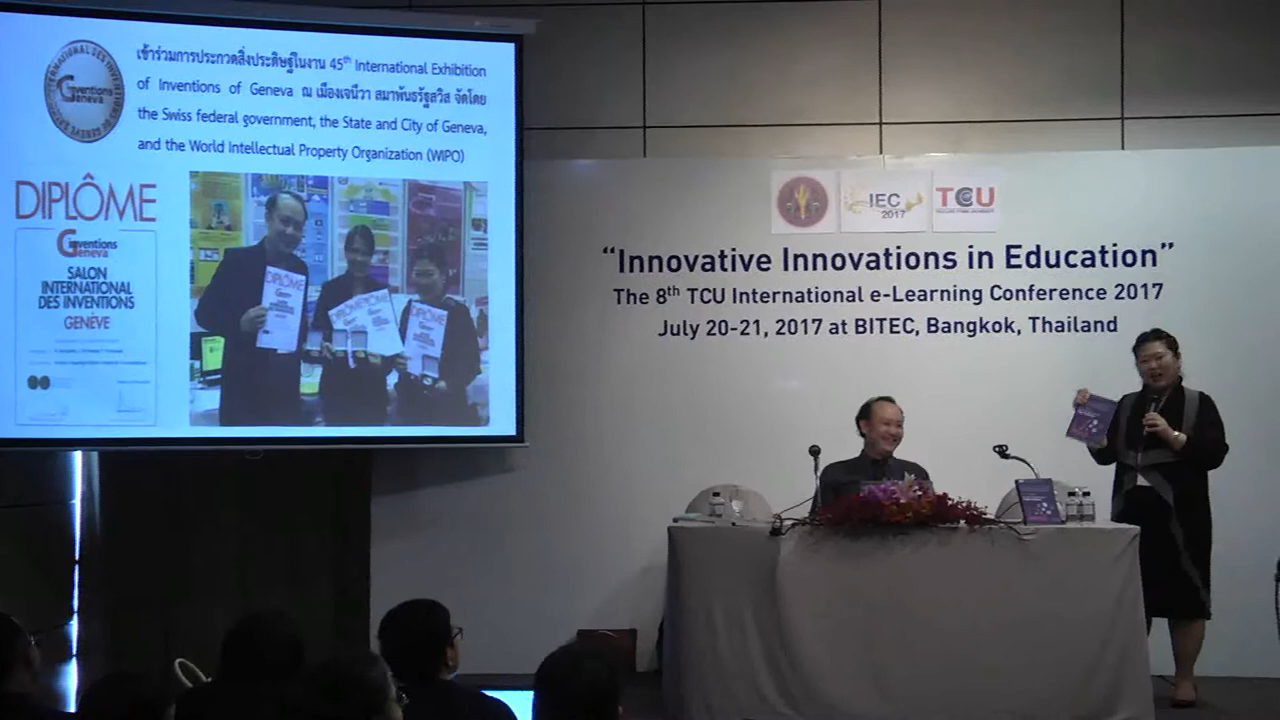 เข้าร่วมการประกวดสิ่งประดิษฐ์ในงาน 45th International Exhibition
of Inventions of Geneva ณ เมืองเจนีวา สมาพันธรัฐสวิส จัดโดย
the Swiss federal government, the State and City of Geneva,
and the World Intellectual Property Organization (WIPO)
Inventions
Geneva
DIPLÔME
Inventions
Geneva
SALON
INTERNATIONAL
DES INVENTIONS
GENÈVE
DIPLÔME
DIPLÔME
IEC
2017
TCU
“Innovative Innovations in Education”
The 8th TCU International e-Learning Conference 2017
July 20-21, 2017 at BITEC, Bangkok, Thailand